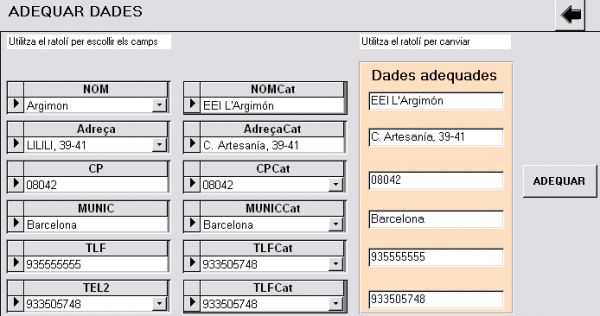 ADEQUAR DADES
Utilitza el ratolí per escollir els camps
Utilitza el ratolí per canviar
Dades adequades
NOM
NOMCat
Argimon
EEI L'Argimón
EEI L'Argimón
Adreça
AdreçaCat
LILILI, 39-41
C. Artesanía, 39-41
C. Artesanía, 39-41
CP
CPCat
08042
08042
08042
ADEQUAR
MUNIC
MUNICCat
Barcelona
Barcelona
Barcelona
TLF
TLFCat
935555555
933505748
935555555
TEL2
TLFCat
933505748
933505748
933505748